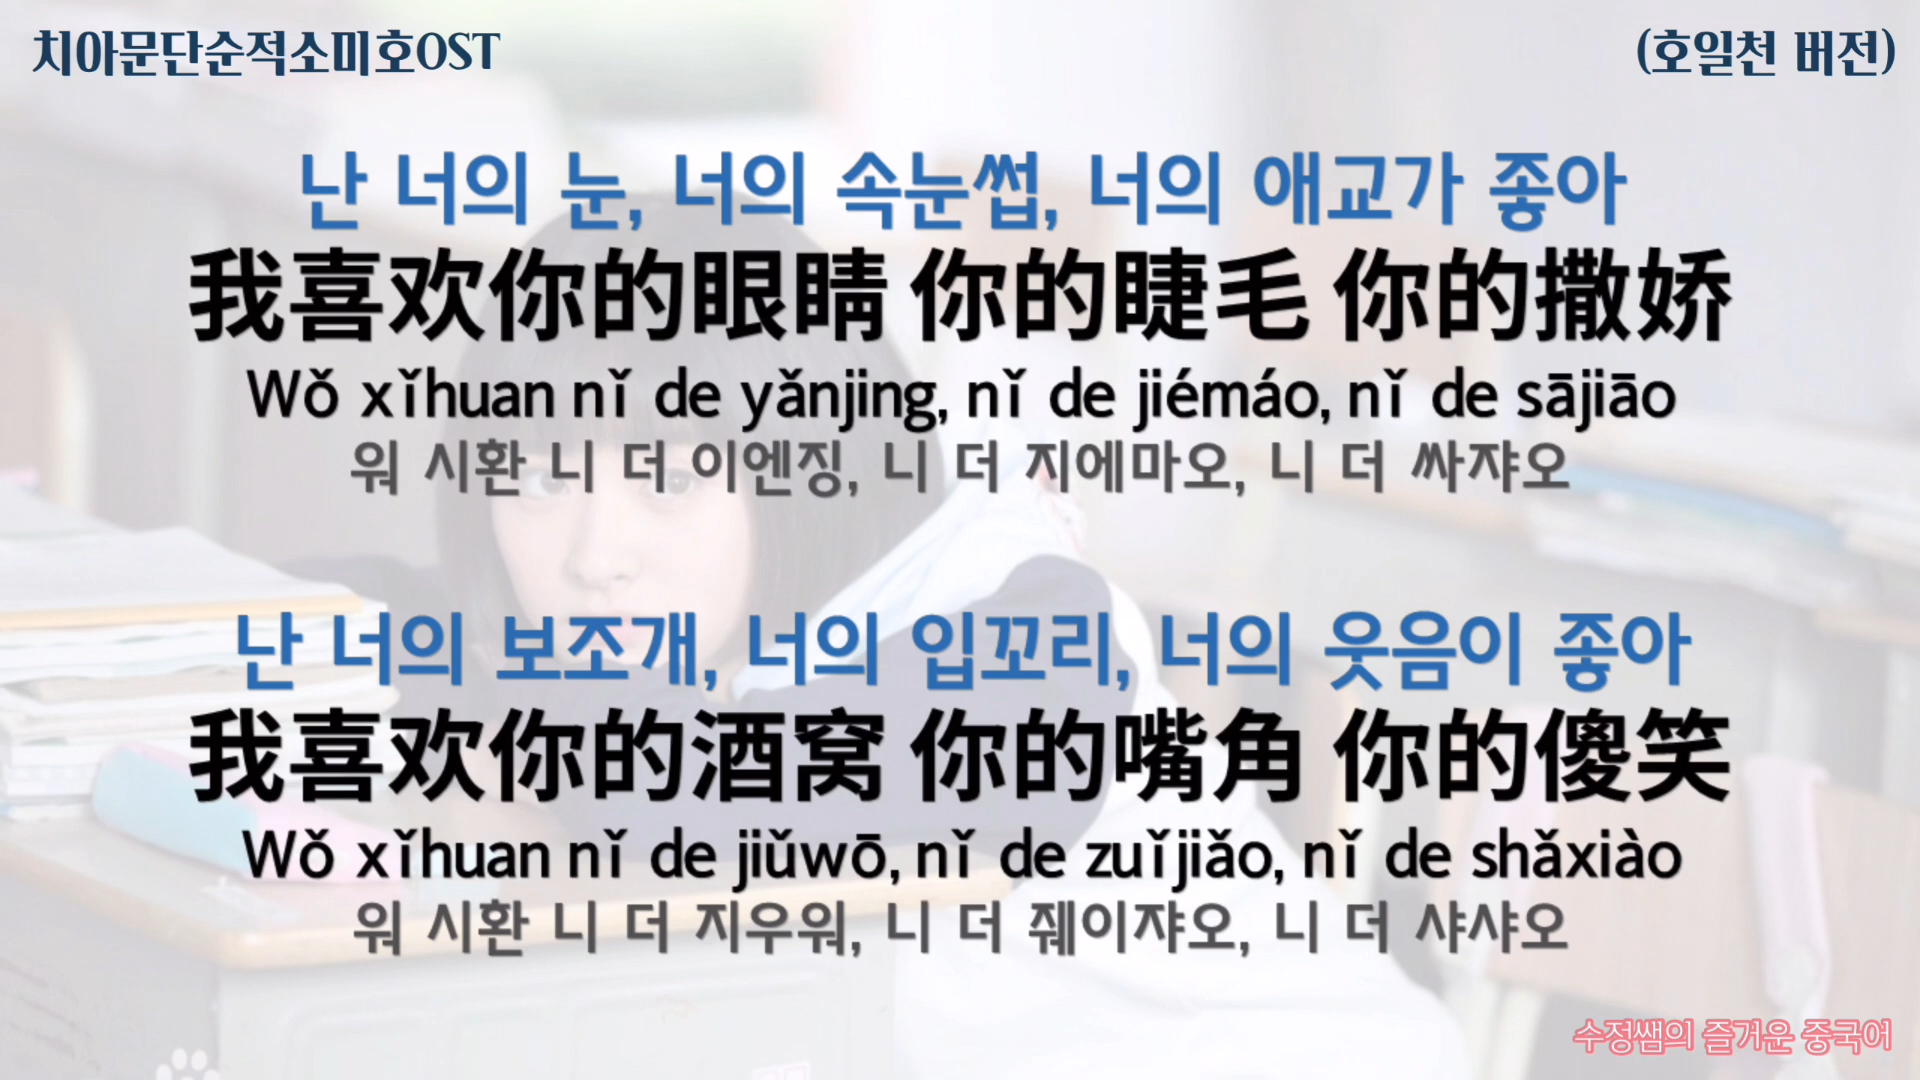 치아문단순적소미호OST
(호일천 버전)
난 너의 눈, 너의 속눈썹, 너의 애교가 좋아
我喜欢你的眼睛 你的睫毛 你的撒娇
Wǒ xǐhuan nǐ de yǎnjing, nǐ de jiémáo, nǐ de sājiāo
워 시환 니 더 이엔징, 니 더 지에마오, 니 더 싸쟈오
난 너의 보조개, 너의 입꼬리, 너의 웃음이 좋아
我喜欢你的酒窝 你的嘴角 你的傻笑
Wǒ xǐhuan nǐ de jiǔwō, nǐ de zuǐjiǎo, nǐ de shǎxiào
워 시환 니 더 지우워, 니 더 줴이쟈오, 니 더 샤샤오
수정쌤의 즐거운 중국어